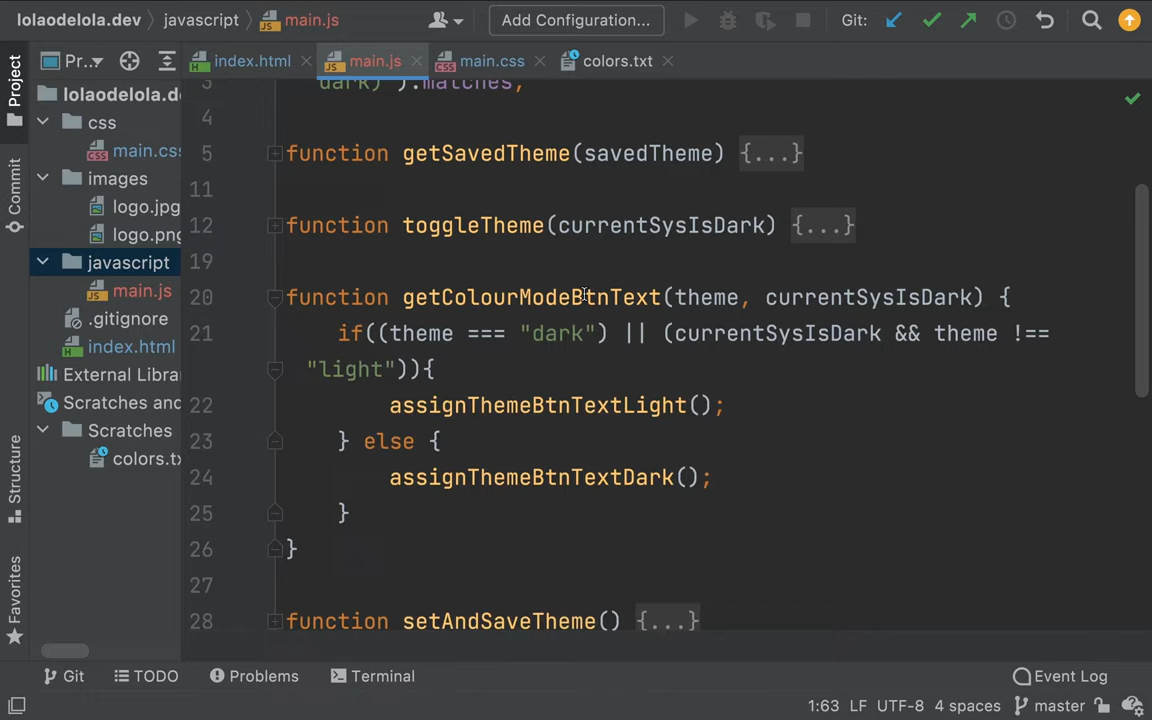 lolaodelola.dev javascript main.js Add Configuration... Git:
Project Pr... index.html main.js main.css colors.txt
lolaodelola.de
css
main.css
images
logo.jpg
logo.png
javascript
main.js
.gitignore
index.html
External Libra
Scratches and
Scratches
colors.tx
Commit
Structure
Favorites
3 dark)").matches;
4
5 function getSavedTheme(savedTheme) {...}
11
12 function toggleTheme(currentSysIsDark) {...}
19
20 function getColourModeBtnText(theme, currentSysIsDark) {
21 if((theme === "dark") || (currentSysIsDark && theme !==
"light")){
22 assignThemeBtnTextLight();
23 } else {
24 assignThemeBtnTextDark();
25 }
26 }
27
28 function setAndSaveTheme() {...}
Git TODO Problems Terminal Event Log
1:63 LF UTF-8 4 spaces master